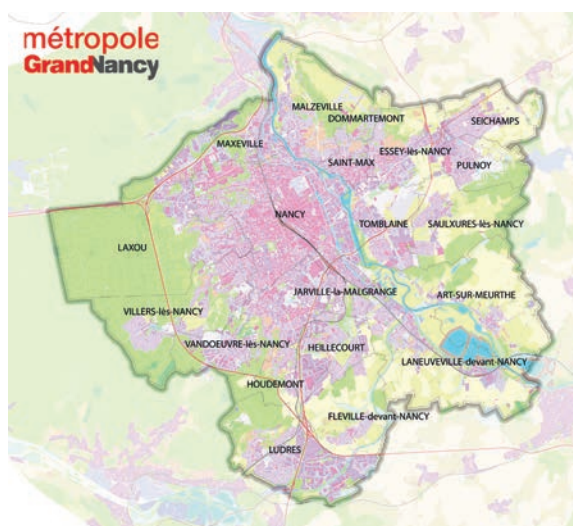 métropole
GrandNancy
MALZEVILLE
DOMMARTEMONT
SEICHAMPS
MAXEVILLE
ESSEY-lès-NANCY
SAINT-MAX
PULNOY
NANCY
TOMBLAINE
SAULXURES-lès-NANCY
LAXOU
JARVILLE-la-MALGRANGE
ART-SUR-MEURTHE
VILLERS-lès-NANCY
VANDOEUVRE-lès-NANCY
HEILLECOURT
LANEUVEVILLE-devant-NANCY
HOUDEMONT
FLEVILLE-devant-NANCY
LUDRES